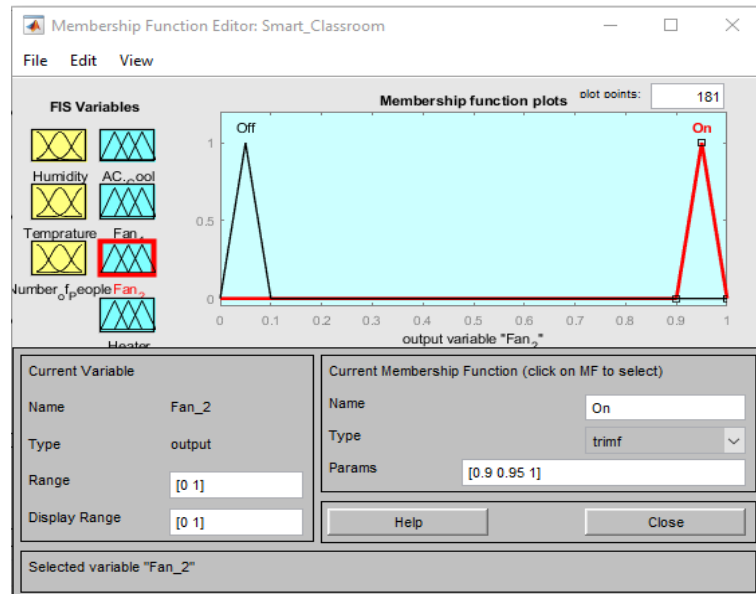 Membership Function Editor: Smart_Classroom
File Edit View
FIS Variables
Membership function plots
plot points:
181
Humidity
AC._Cool
Temprature
Fan_1
Number_of_People
Fan_2
Heater
Off
On
1
0.5
0
0 0.1 0.2 0.3 0.4 0.5 0.6 0.7 0.8 0.9 1
output variable "Fan_2"
Current Variable
Name Fan_2
Type output
Range [0 1]
Display Range [0 1]
Current Membership Function (click on MF to select)
Name On
Type trimf
Params [0.9 0.95 1]
Help Close
Selected variable "Fan_2"